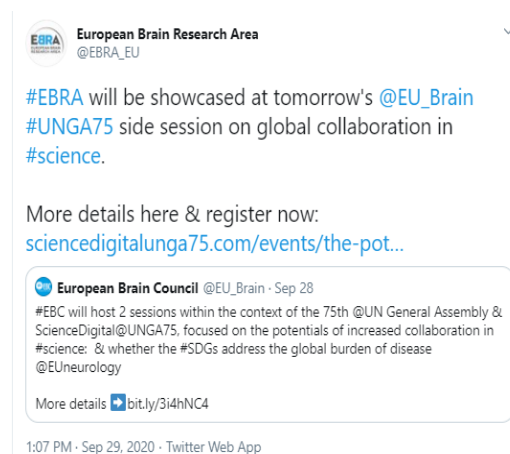 EBRA
EUROPEAN BRAIN
RESEARCH AREA
European Brain Research Area
@EBRA_EU
#EBRA will be showcased at tomorrow's @EU_Brain
#UNGA75 side session on global collaboration in
#science.
More details here & register now:
sciencedigitalunga75.com/events/the-pot...
European Brain Council @EU_Brain · Sep 28
#EBC will host 2 sessions within the context of the 75th @UN General Assembly &
ScienceDigital@UNGA75, focused on the potentials of increased collaboration in
#science:  & whether the #SDGs address the global burden of disease
@EUneurology
More details ➡️bit.ly/3i4hNC4
1:07 PM · Sep 29, 2020 · Twitter Web App